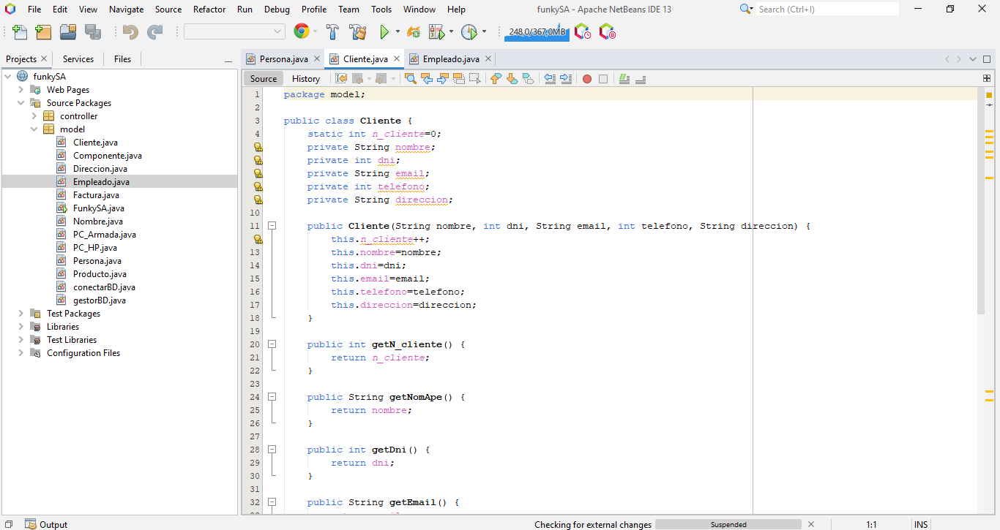 File Edit View Navigate Source Refactor Run Debug Profile Team Tools Window Help funkySA - Apache NetBeans IDE 13 Search (Ctrl+I)
248,0/367,0MB
Projects Services Files
funkySA
Web Pages
Source Packages
controller
model
Cliente.java
Componente.java
Direccion.java
Empleado.java
Factura.java
FunkySA.java
Nombre.java
PC_Armada.java
PC_HP.java
Persona.java
Producto.java
conectarBD.java
gestorBD.java
Test Packages
Libraries
Test Libraries
Configuration Files
Persona.java Cliente.java Empleado.java
Source History
1 package model;
2
3 public class Cliente {
4 static int n_cliente=0;
private String nombre;
private int dni;
private String email;
private int telefono;
private String direccion;
10
11 public Cliente(String nombre, int dni, String email, int telefono, String direccion) {
this.n_cliente++;
13 this.nombre=nombre;
14 this.dni=dni;
15 this.email=email;
16 this.telefono=telefono;
17 this.direccion=direccion;
18 }
19
20 public int getN_cliente() {
21 return n_cliente;
22 }
23
24 public String getNomApe() {
25 return nombre;
26 }
27
28 public int getDni() {
29 return dni;
30 }
31
32 public String getEmail() {
Output Checking for external changes Suspended 1:1 INS